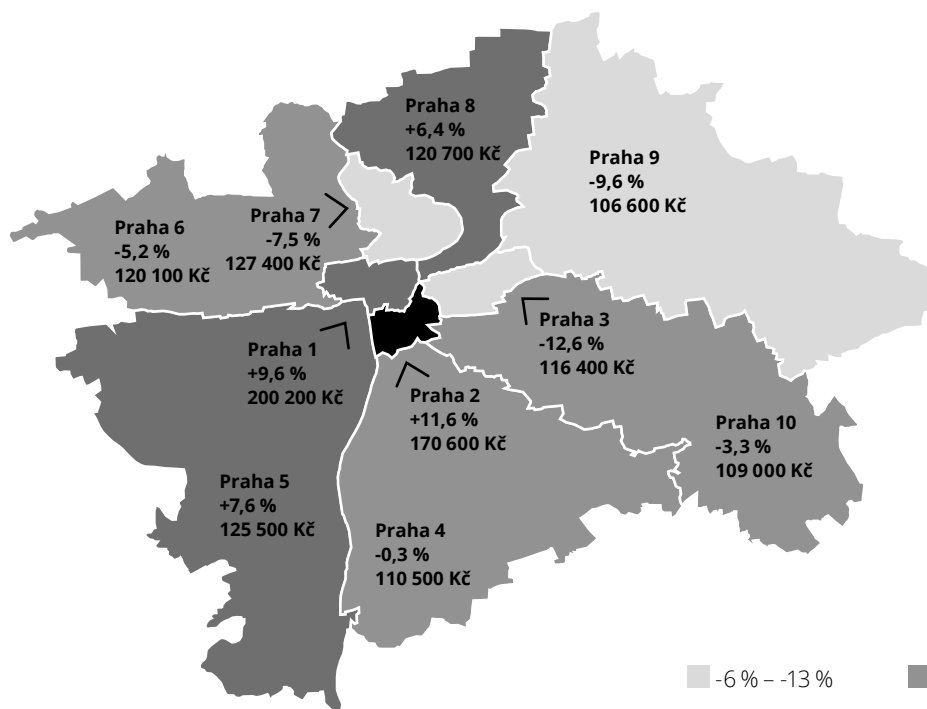 Praha 8
+6,4 %
120 700 Kč
Praha 9
-9,6 %
106 600 Kč
Praha 7
-7,5 %
127 400 Kč
Praha 6
-5,2 %
120 100 Kč
Praha 3
-12,6 %
116 400 Kč
Praha 1
+9,6 %
200 200 Kč
Praha 2
+11,6 %
170 600 Kč
Praha 10
-3,3 %
109 000 Kč
Praha 5
+7,6 %
125 500 Kč
Praha 4
-0,3 %
110 500 Kč
-6 % – -13 %